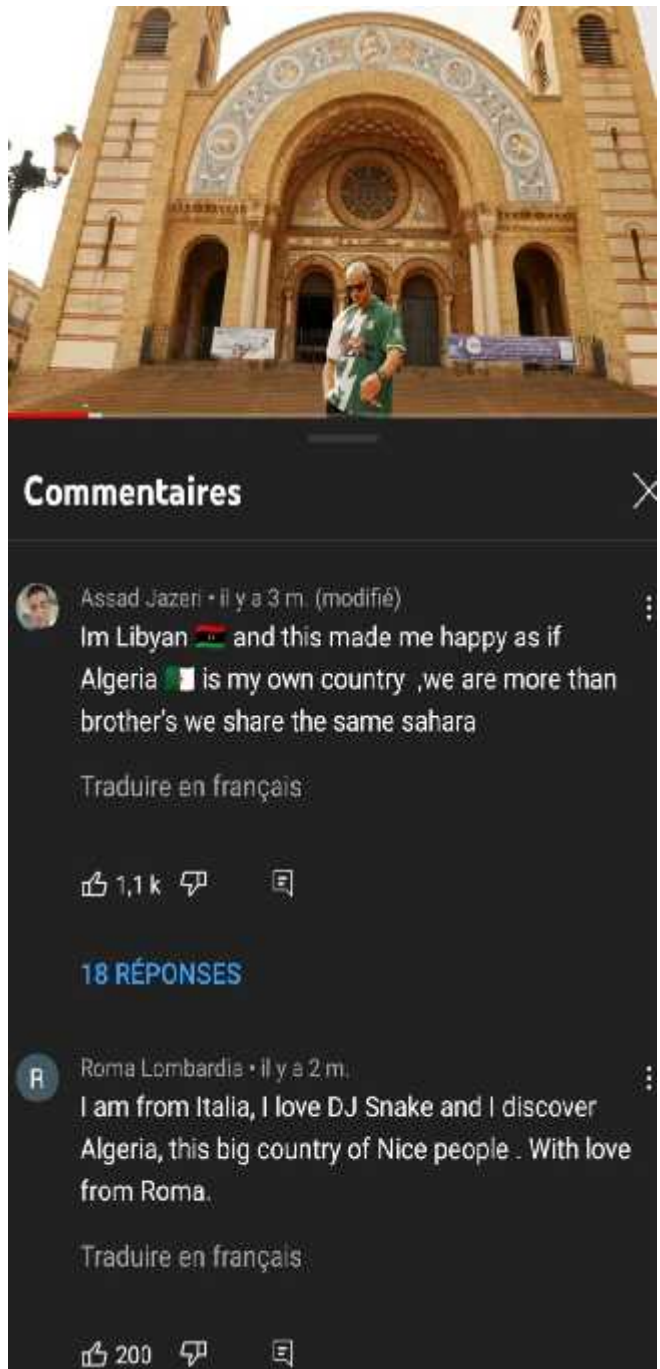 Commentaires
Assad Jazeri • il y a 3 m. (modifié)
Im Libyan 🇱🇾 and this made me happy as if
Algeria 🇩🇿 is my own country ,we are more than
brother's we share the same sahara
Traduire en français
1,1 k
18 RÉPONSES
R
Roma Lombardia • il y a 2 m.
I am from Italia, I love DJ Snake and I discover
Algeria, this big country of Nice people . With love
from Roma.
Traduire en français
200